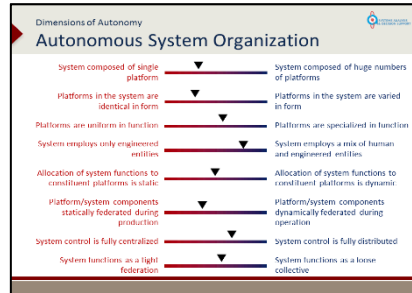 Dimensions of Autonomy
Autonomous System Organization
System composed of single
platform
System composed of huge numbers
of platforms
Platforms in the system are
identical in form
Platforms in the system are varied
in form
Platforms are uniform in function
Platforms are specialized in function
System employs only engineered
entities
System employs a mix of human
and engineered entities
Allocation of system functions to
constituent platforms is static
Allocation of system functions to
constituent platforms is dynamic
Platform/system components
statically federated during
production
Platform/system components
dynamically federated during
operation
System control is fully centralized
System control is fully distributed
System functions as a tight
federation
System functions as a loose
collective